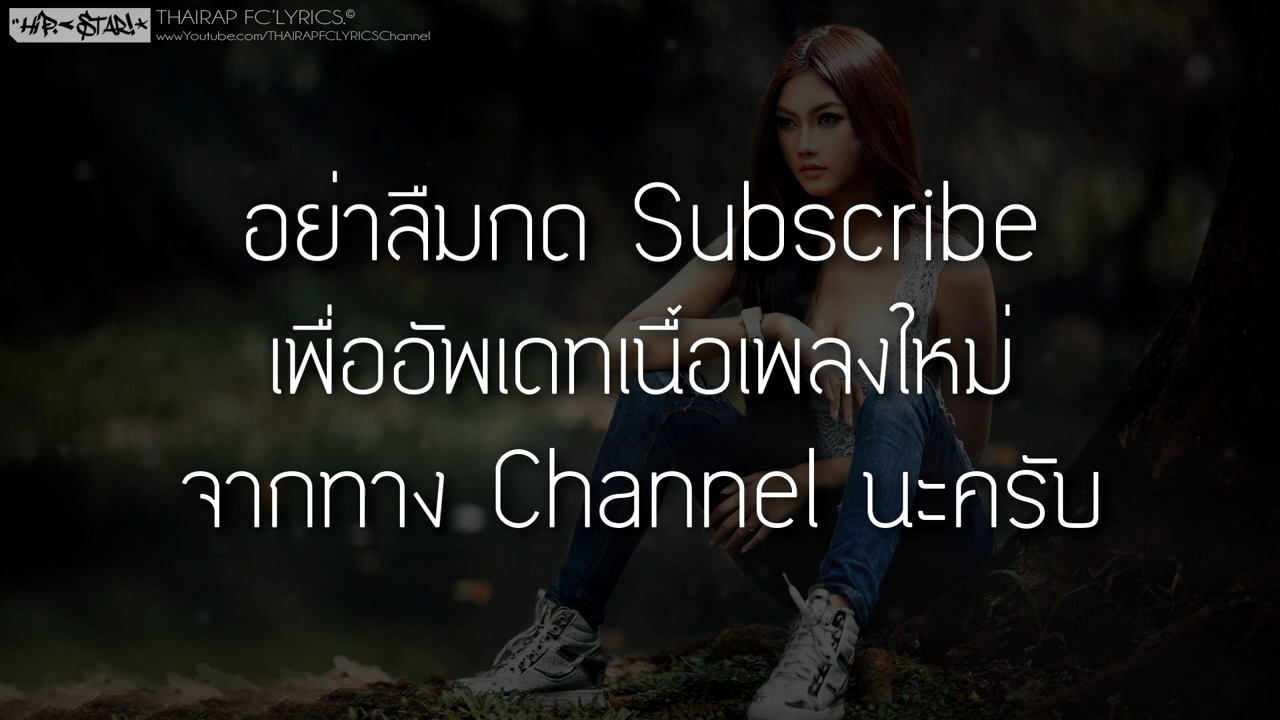 "HIP.< STAR!*
THAIRAP FC'LYRICS.©
www.Youtube.com/THAIRAPFCLYRICSChannel
อย่าลืมกด Subscribe
เพื่ออัพเดทเนื้อเพลงใหม่
จากทาง Channel นะครับ